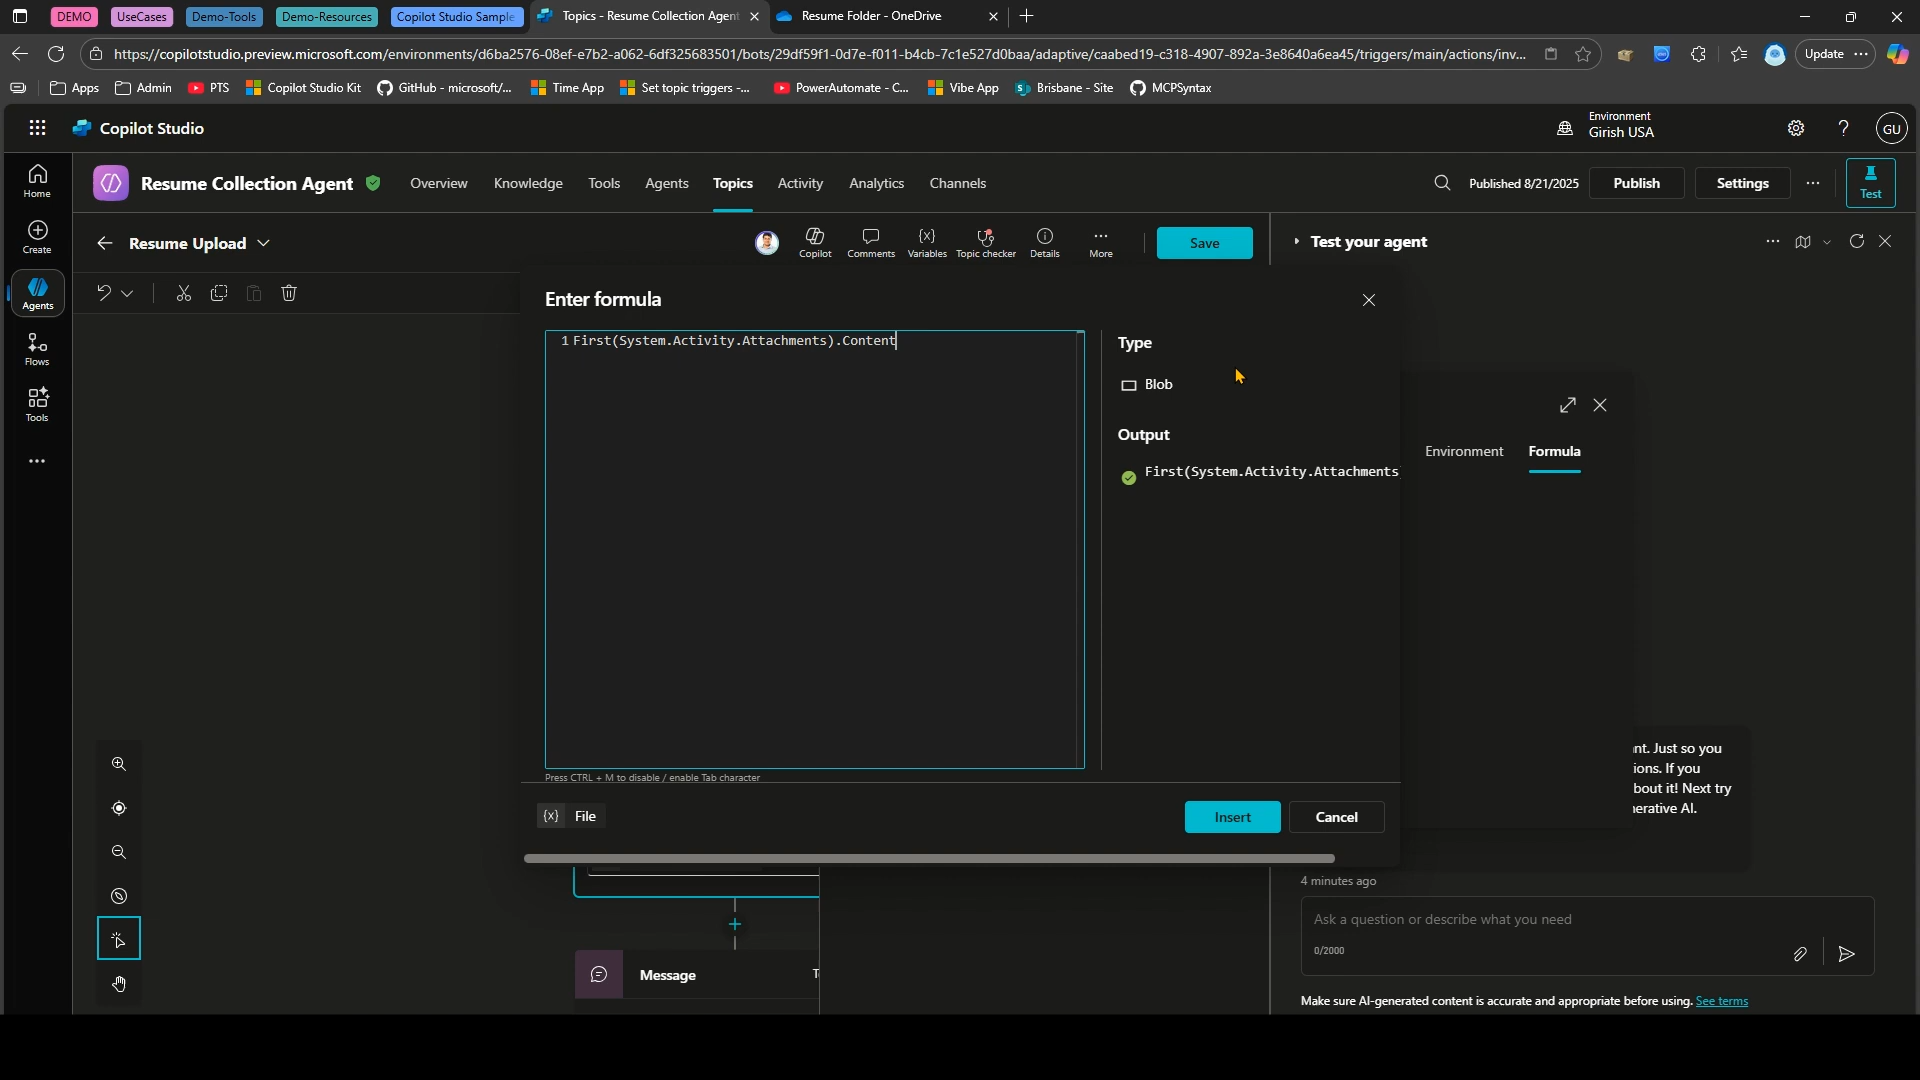 DEMO
UseCases
Demo-Tools
Demo-Resources
Copilot Studio Sample
Topics - Resume Collection Agent
Resume Folder - OneDrive
https://copilotstudio.preview.microsoft.com/environments/d6ba2576-08ef-e7b2-a062-6df325683501/bots/29df59f1-0d7e-f011-b4cb-7c1e527d0baa/adaptive/caabed19-c318-4907-892a-3e8640a6ea45/triggers/main/actions/inv...
Update
Apps
Admin
PTS
Copilot Studio Kit
GitHub - microsoft/...
Time App
Set topic triggers -...
PowerAutomate - C...
Vibe App
Brisbane - Site
MCPSyntax
Copilot Studio
Environment
Girish USA
GU
Home
Create
Agents
Flows
Tools
Resume Collection Agent
Overview
Knowledge
Tools
Agents
Topics
Activity
Analytics
Channels
Published 8/21/2025
Publish
Settings
Test
Resume Upload
Copilot
Comments
Variables
Topic checker
Details
More
Save
Test your agent
Enter formula
1 First(System.Activity.Attachments).Content
Type
Blob
Output
First(System.Activity.Attachments)
Press CTRL + M to disable / enable Tab character
{x} File
Insert
Cancel
Environment
Formula
nt. Just so you
ions. If you
bout it! Next try
nerative AI.
4 minutes ago
Ask a question or describe what you need
0/2000
Make sure AI-generated content is accurate and appropriate before using. See terms
Message